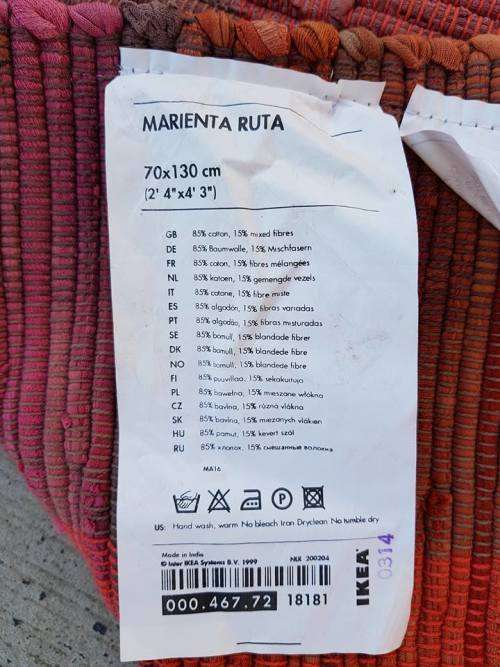 MARIENTA RUTA
70x130 cm
(2' 4"x4' 3")
GB 85% cotton, 15% mixed fibres
DE 85% Baumwolle, 15% Mischfasern
FR 85% coton, 15% fibres mélangées
NL 85% katoen, 15% gemengde vezels
IT 85% cotone, 15% fibre miste
ES 85% algodón, 15% fibras variadas
PT 85% algodão, 15% fibras misturadas
SE 85% bomull, 15% blandade fibrer
DK 85% bomuld, 15% blandede fibre
NO 85% bomull, 15% blandede fibre
FI 85% puuvillaa, 15% sekakuituja
PL 85% bawełna, 15% mieszane włókna
CZ 85% bavlna, 15% různá vlákna
SK 85% bavlna, 15% miezanych vlákien
HU 85% pamut, 15% kevert szál
RU 85% хлопок, 15% смешанные волокна
MA16
P
US: Hand wash, warm No bleach Iron Dryclean No tumble dry
Made in India
© Inter IKEA Systems B.V. 1999 NLK 200204
000.467.72 18181
IKEA
0314